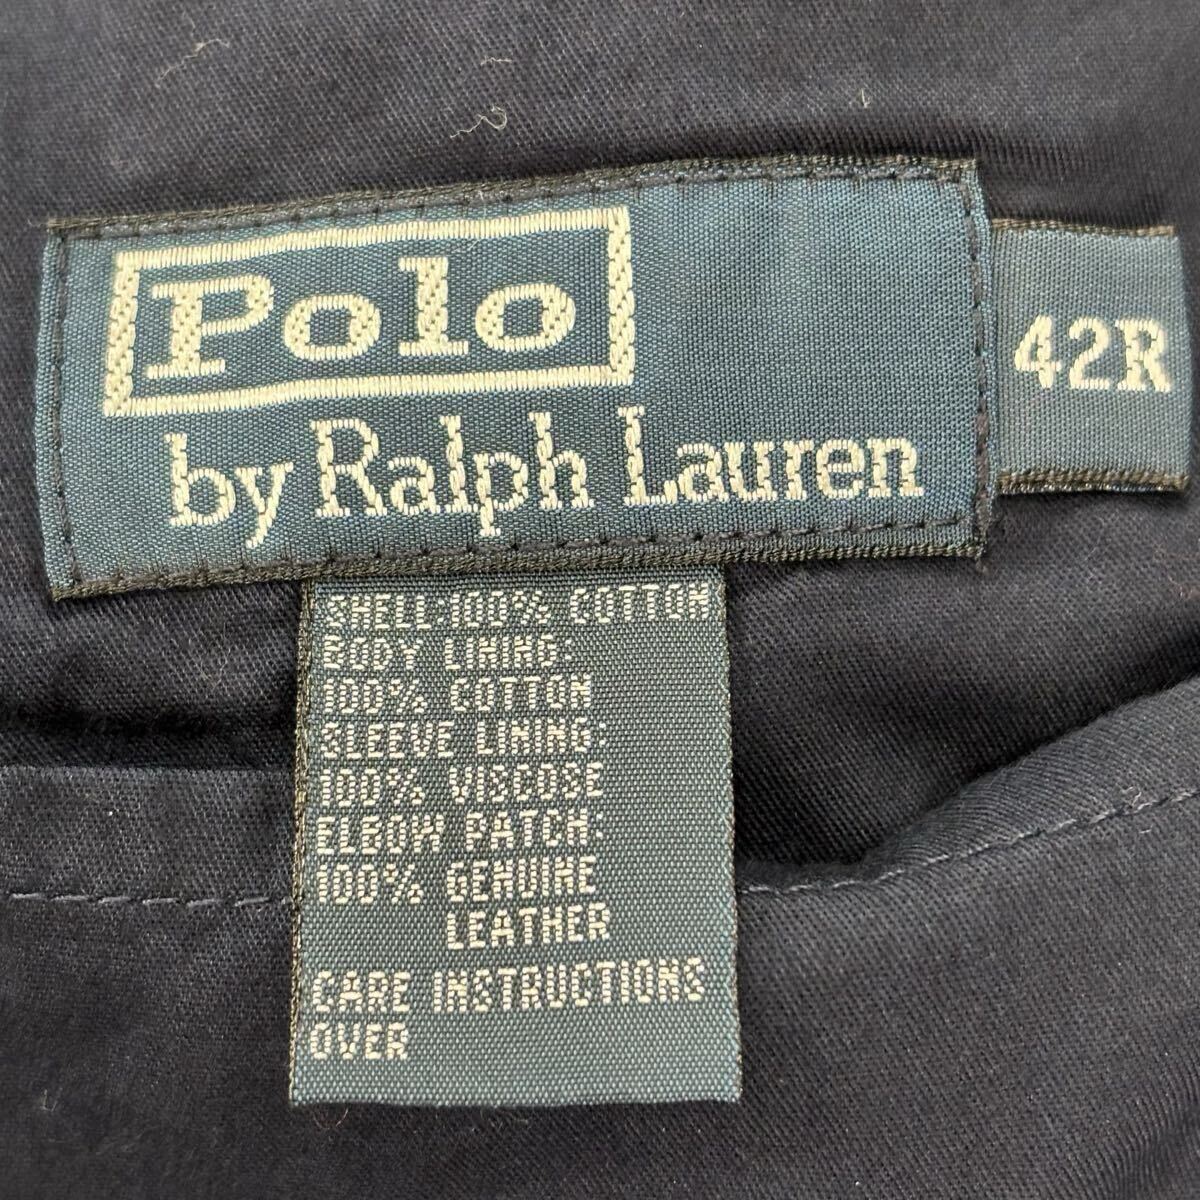 Polo
by Ralph Lauren
42R
SHELL:100% COTTON
BODY LINING:
100% COTTON
SLEEVE LINING:
100% VISCOSE
ELBOW PATCH:
100% GENUINE
LEATHER
CARE INSTRUCTIONS
OVER